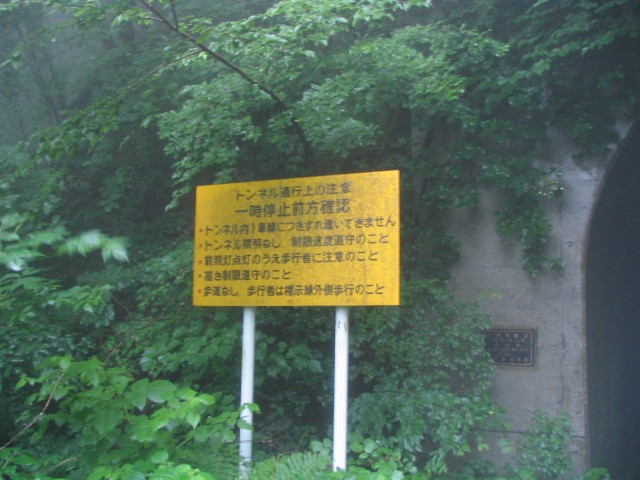 トンネル通行上の注意
一時停止前方確認
・トンネル内1車線につきすれ違いできません
・トンネル照明なし、制限速度遵守のこと
・前照灯点灯のうえ歩行者に注意のこと
・高さ制限遵守のこと
・歩道なし、歩行者は標示線外側歩行のこと